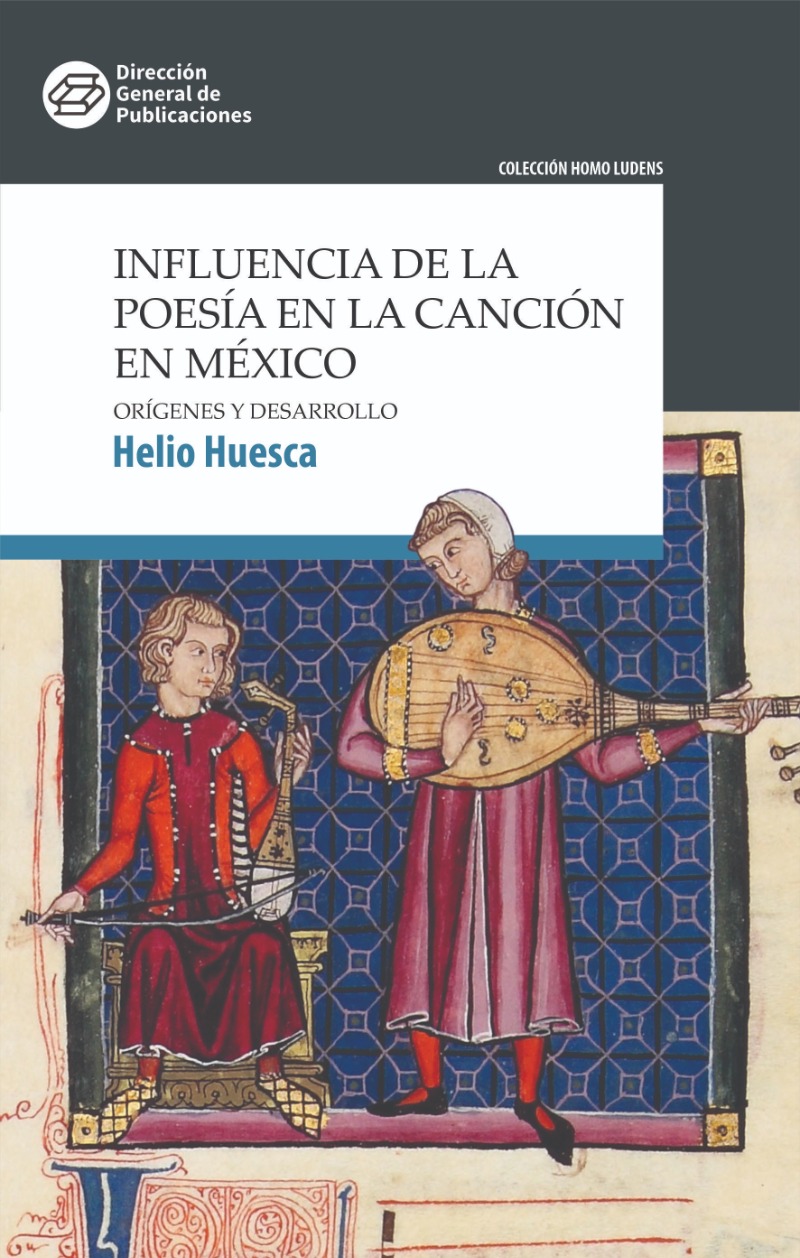 Dirección
General de
Publicaciones
COLECCIÓN HOMO LUDENS
INFLUENCIA DE LA
POESÍA EN LA CANCIÓN
EN MÉXICO
ORÍGENES Y DESARROLLO
Helio Huesca